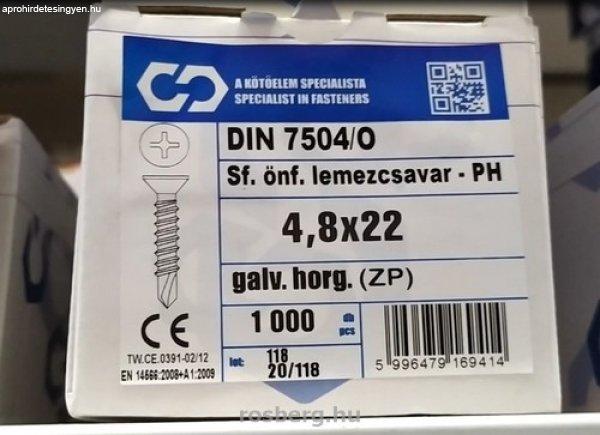 aprohirdetesingyen.hu
A KÖTŐELEM SPECIALISTA
SPECIALIST IN FASTENERS
DIN 7504/O
Sf. önf. lemezcsavar - PH
4,8x22
galv. horg. (ZP)
1 000 db
pcs
lot: 118
20/118
TW.CE.0391-02/12
EN 14566:2008+A1:2009
5 996479 169414
rosberg.hu